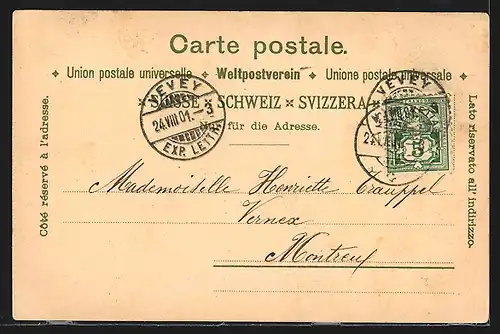 Carte postale.
✦ Union postale universelle ✦ Weltpostverein ✦ Unione postale universale ✦
SUISSE × SCHWEIZ × SVIZZERA
für die Adresse.
Côté réservé à l'adresse.
Lato riservato all' indirizzo.
VEVEY
24.VIII.01.–3
EXP. LETTR.
VEVEY
5
Mademoiselle Henriette
Vernex
Montreux